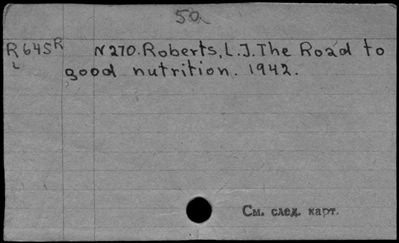 50
R645R N270.Roberts, L.J.The Road to
good nutrition. 1942.
См. след. карт.